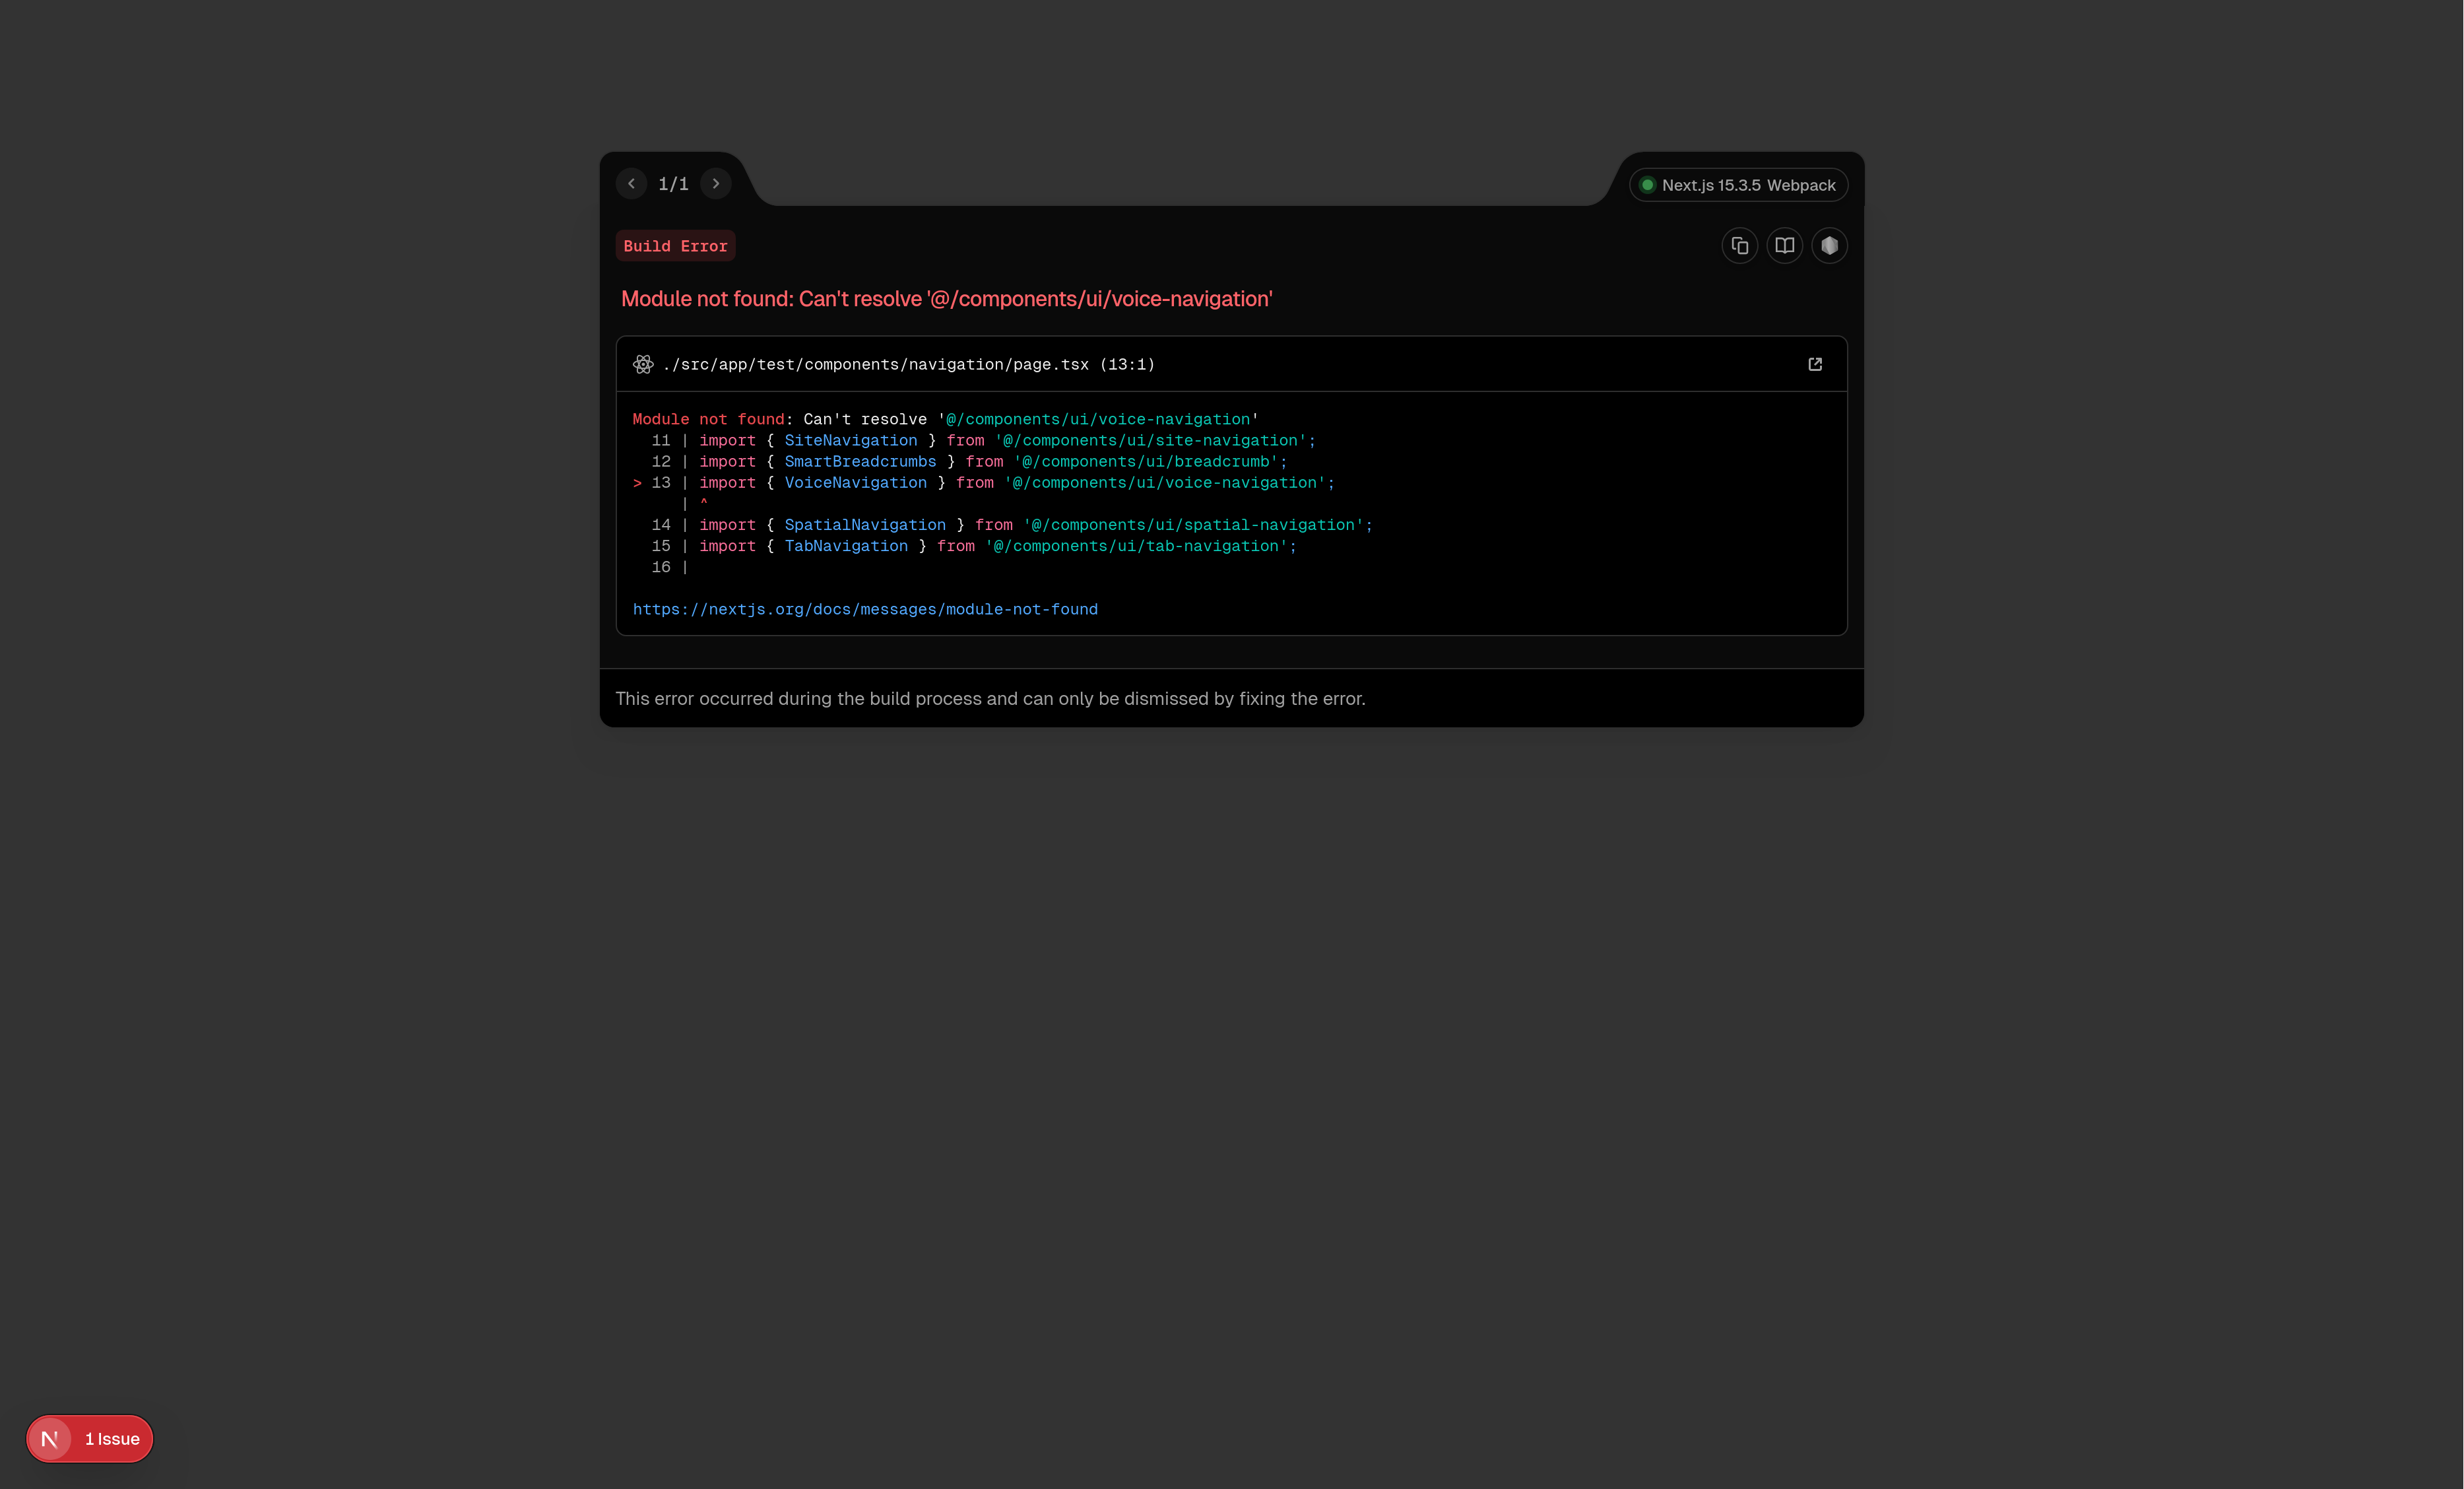 1/1
Next.js 15.3.5 Webpack
Build Error
Module not found: Can't resolve '@/components/ui/voice-navigation'
./src/app/test/components/navigation/page.tsx (13:1)
Module not found: Can't resolve '@/components/ui/voice-navigation'
11 | import { SiteNavigation } from '@/components/ui/site-navigation';
12 | import { SmartBreadcrumbs } from '@/components/ui/breadcrumb';
> 13 | import { VoiceNavigation } from '@/components/ui/voice-navigation';
| ^
14 | import { SpatialNavigation } from '@/components/ui/spatial-navigation';
15 | import { TabNavigation } from '@/components/ui/tab-navigation';
16 |
https://nextjs.org/docs/messages/module-not-found
This error occurred during the build process and can only be dismissed by fixing the error.
N 1 Issue